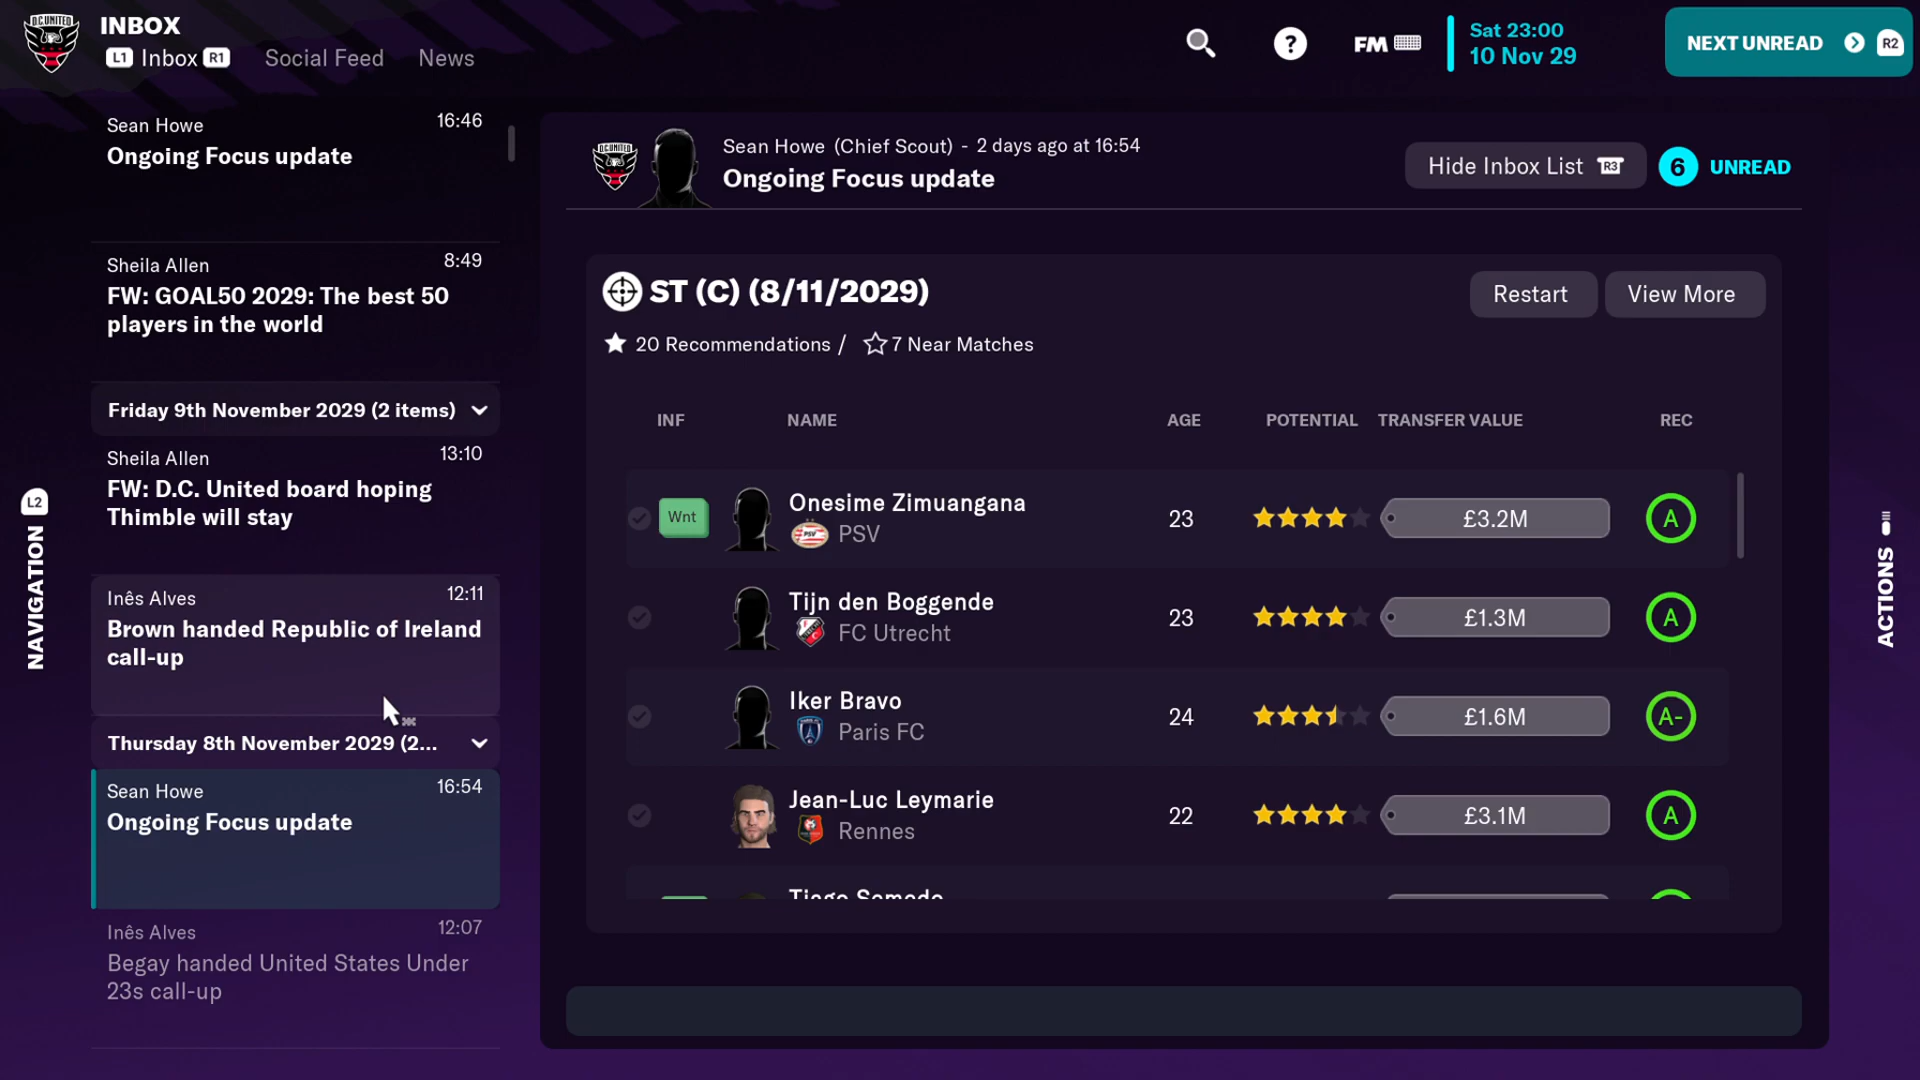 INBOX
L1 Inbox R1 Social Feed News
? FM Sat 23:00
10 Nov 29
NEXT UNREAD R2
L2 NAVIGATION
Sean Howe 16:46
Ongoing Focus update
Sheila Allen 8:49
FW: GOAL50 2029: The best 50
players in the world
Friday 9th November 2029 (2 items)
Sheila Allen 13:10
FW: D.C. United board hoping
Thimble will stay
Inês Alves 12:11
Brown handed Republic of Ireland
call-up
Thursday 8th November 2029 (2...
Sean Howe 16:54
Ongoing Focus update
Inês Alves 12:07
Begay handed United States Under
23s call-up
D.C. UNITED
Sean Howe (Chief Scout) - 2 days ago at 16:54
Ongoing Focus update
Hide Inbox List R3 6 UNREAD
ST (C) (8/11/2029)
Restart View More
20 Recommendations / 7 Near Matches
INF NAME AGE POTENTIAL TRANSFER VALUE REC
Wnt Onesime Zimuangana 23 £3.2M A
PSV
Tijn den Boggende 23 £1.3M A
FC Utrecht
Iker Bravo 24 £1.6M A-
Paris FC
Jean-Luc Leymarie 22 £3.1M A
Rennes
ACTIONS